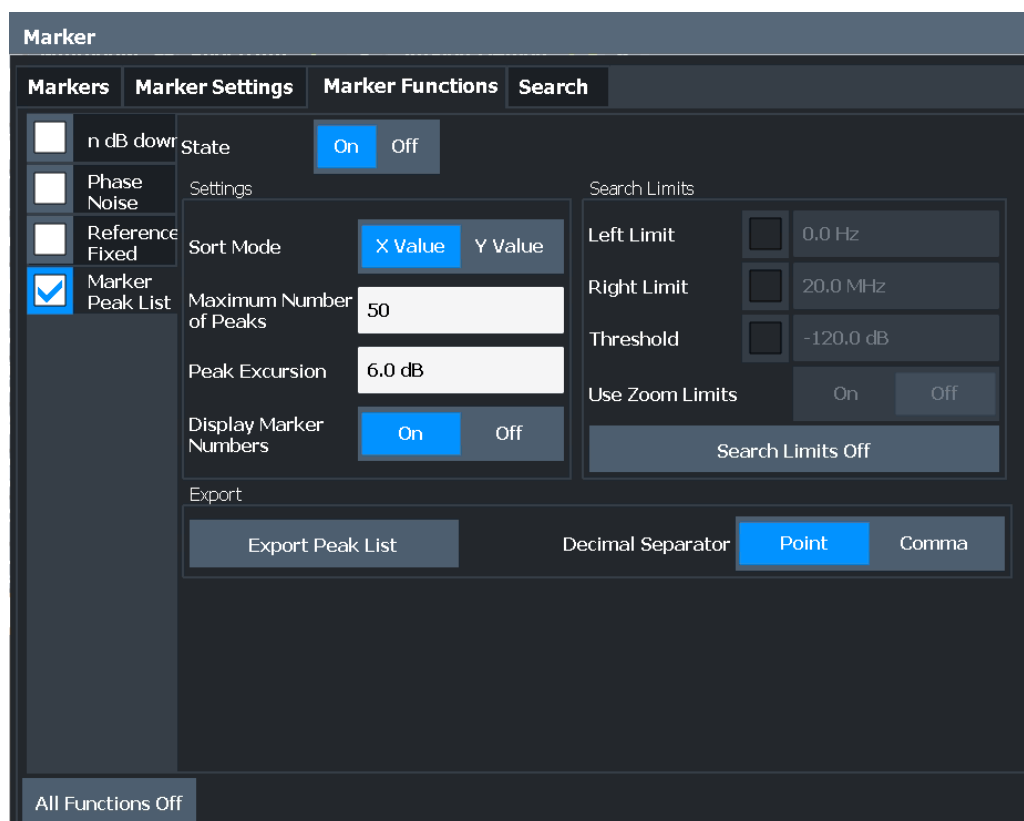 Marker
Markers Marker Settings Marker Functions Search
n dB down
State On Off
Phase
Noise
Settings
Search Limits
Reference
Fixed
Sort Mode X Value Y Value
Left Limit 0.0 Hz
Marker
Peak List
Maximum Number
of Peaks
50
Right Limit 20.0 MHz
Threshold -120.0 dB
Peak Excursion 6.0 dB
Use Zoom Limits On Off
Display Marker
Numbers
On Off
Search Limits Off
Export
Export Peak List
Decimal Separator Point Comma
All Functions Off